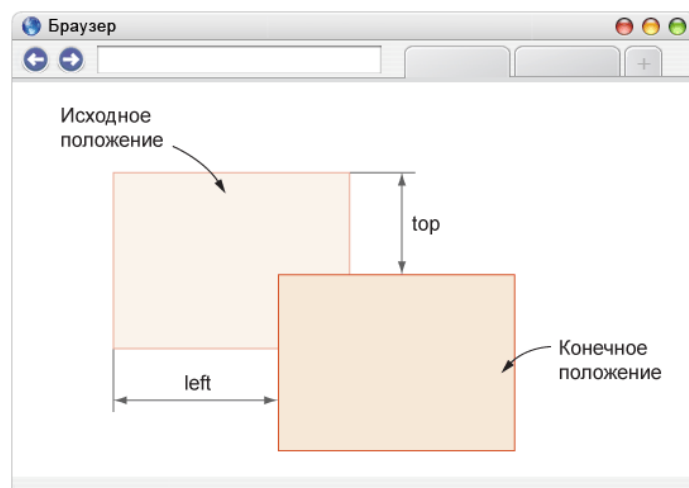 Браузер
+
Исходное
положение
top
left
Конечное
положение